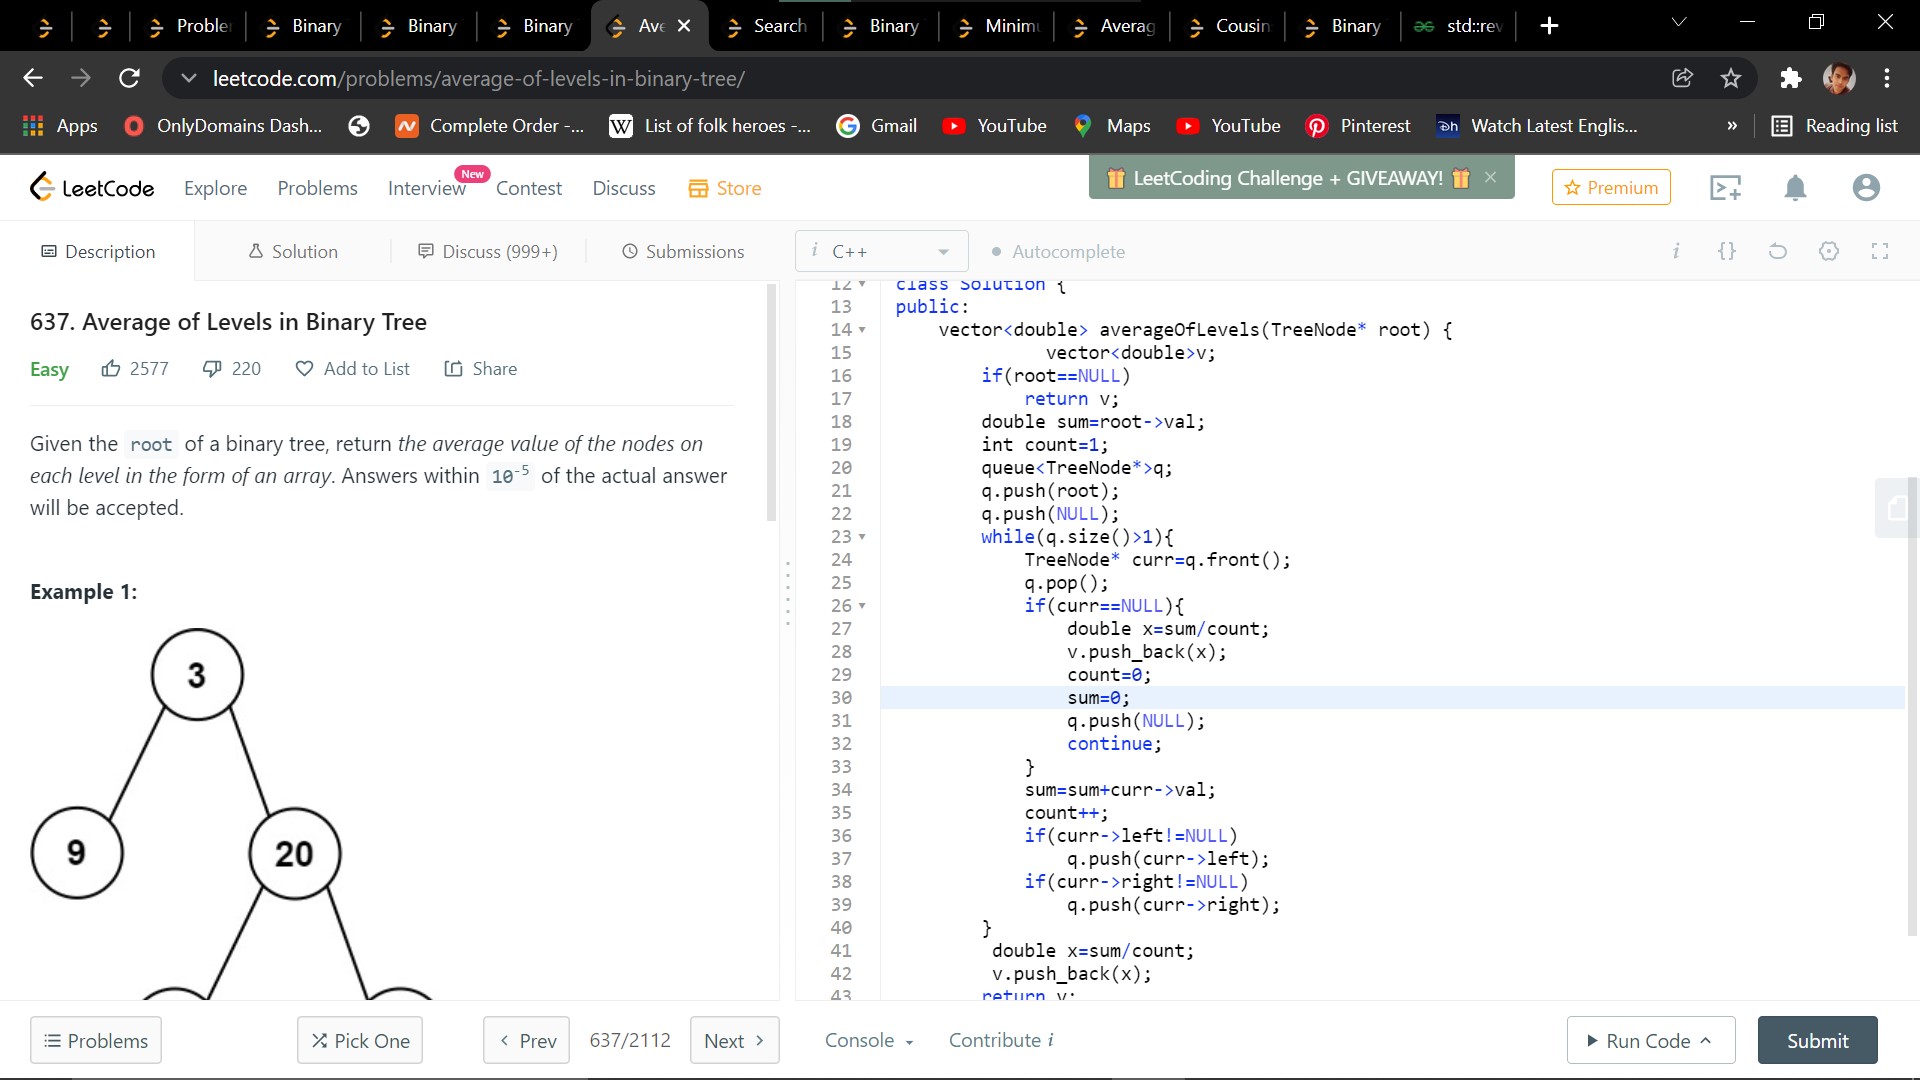 Problem
Binary
Binary
Binary
Ave
Search
Binary
Minimu
Averag
Cousin
Binary
std::rev
leetcode.com/problems/average-of-levels-in-binary-tree/
Apps
OnlyDomains Dash...
Complete Order -...
W
List of folk heroes -...
Gmail
YouTube
Maps
YouTube
Pinterest
Watch Latest Englis...
»
Reading list
LeetCode
Explore
Problems
Interview
New
Contest
Discuss
Store
LeetCoding Challenge + GIVEAWAY!
Premium
Description
Solution
Discuss (999+)
Submissions
i C++
Autocomplete
i
{}
637. Average of Levels in Binary Tree
Easy
2577
220
Add to List
Share
Given the root of a binary tree, return the average value of the nodes on
each level in the form of an array. Answers within 10-5 of the actual answer
will be accepted.
Example 1:
3
9
20
12 class Solution {
13 public:
14 vector<double> averageOfLevels(TreeNode* root) {
15 vector<double>v;
16 if(root==NULL)
17 return v;
18 double sum=root->val;
19 int count=1;
20 queue<TreeNode*>q;
21 q.push(root);
22 q.push(NULL);
23 while(q.size()>1){
24 TreeNode* curr=q.front();
25 q.pop();
26 if(curr==NULL){
27 double x=sum/count;
28 v.push_back(x);
29 count=0;
30 sum=0;
31 q.push(NULL);
32 continue;
33 }
34 sum=sum+curr->val;
35 count++;
36 if(curr->left!=NULL)
37 q.push(curr->left);
38 if(curr->right!=NULL)
39 q.push(curr->right);
40 }
41 double x=sum/count;
42 v.push_back(x);
43 return v;
Problems
Pick One
< Prev
637/2112
Next >
Console
Contribute i
Run Code
Submit